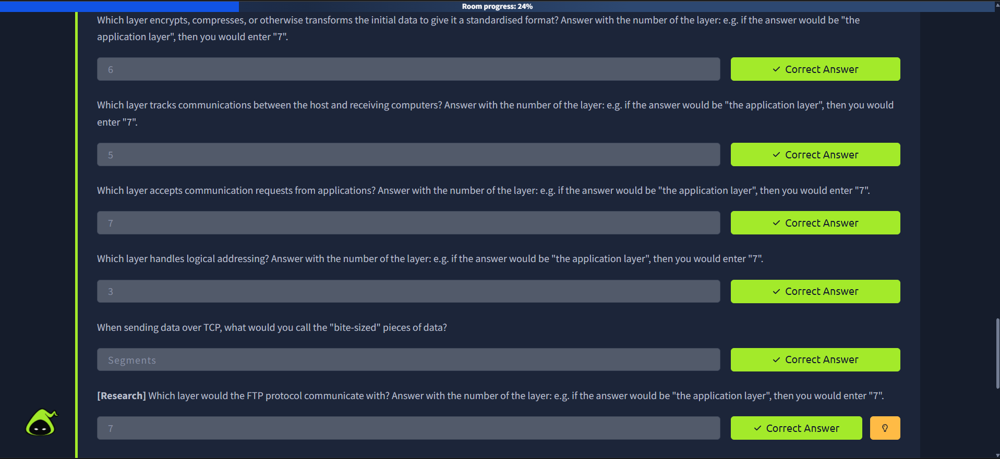 Room progress: 24%
Which layer encrypts, compresses, or otherwise transforms the initial data to give it a standardised format? Answer with the number of the layer: e.g. if the answer would be "the
application layer", then you would enter "7".
6
Correct Answer
Which layer tracks communications between the host and receiving computers? Answer with the number of the layer: e.g. if the answer would be "the application layer", then you would
enter "7".
5
Correct Answer
Which layer accepts communication requests from applications? Answer with the number of the layer: e.g. if the answer would be "the application layer", then you would enter "7".
7
Correct Answer
Which layer handles logical addressing? Answer with the number of the layer: e.g. if the answer would be "the application layer", then you would enter "7".
3
Correct Answer
When sending data over TCP, what would you call the "bite-sized" pieces of data?
Segments
Correct Answer
[Research] Which layer would the FTP protocol communicate with? Answer with the number of the layer: e.g. if the answer would be "the application layer", then you would enter "7".
7
Correct Answer